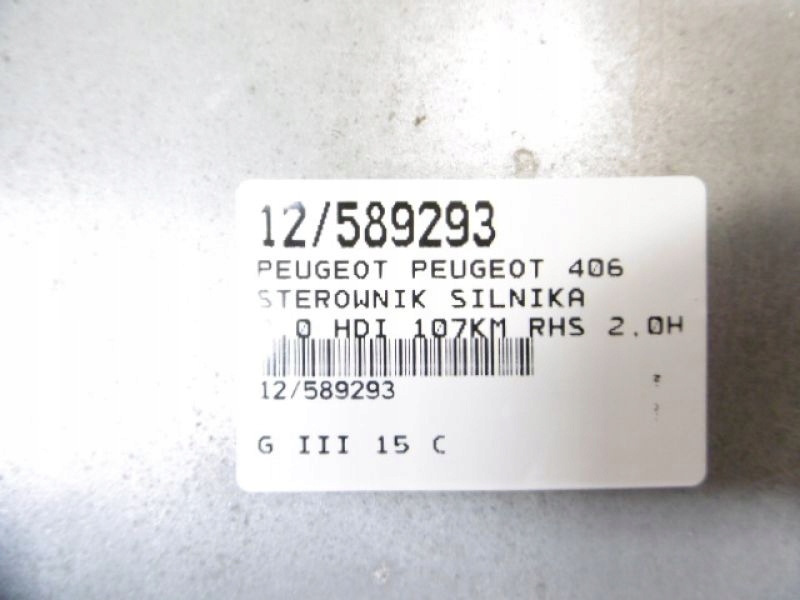 12/589293
PEUGEOT PEUGEOT 406
STEROWNIK SILNIKA
.0 HDI 107KM RHS 2.0H
12/589293
G III 15 C